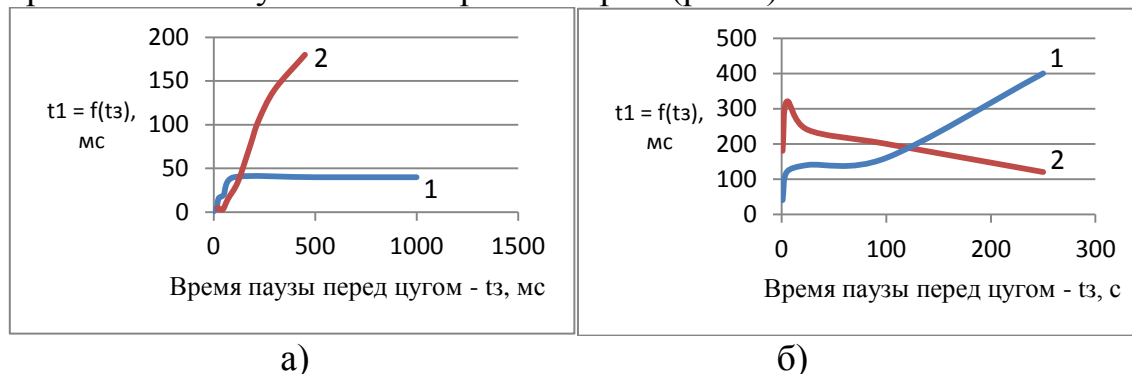 200
150
100
50
0
t1 = f(tз),
мс
2
1
0 500 1000 1500
Время паузы перед цугом - tз, мс
а)
500
400
300
200
100
0
t1 = f(tз),
мс
1
2
0 100 200 300
Время паузы перед цугом - tз, с
б)